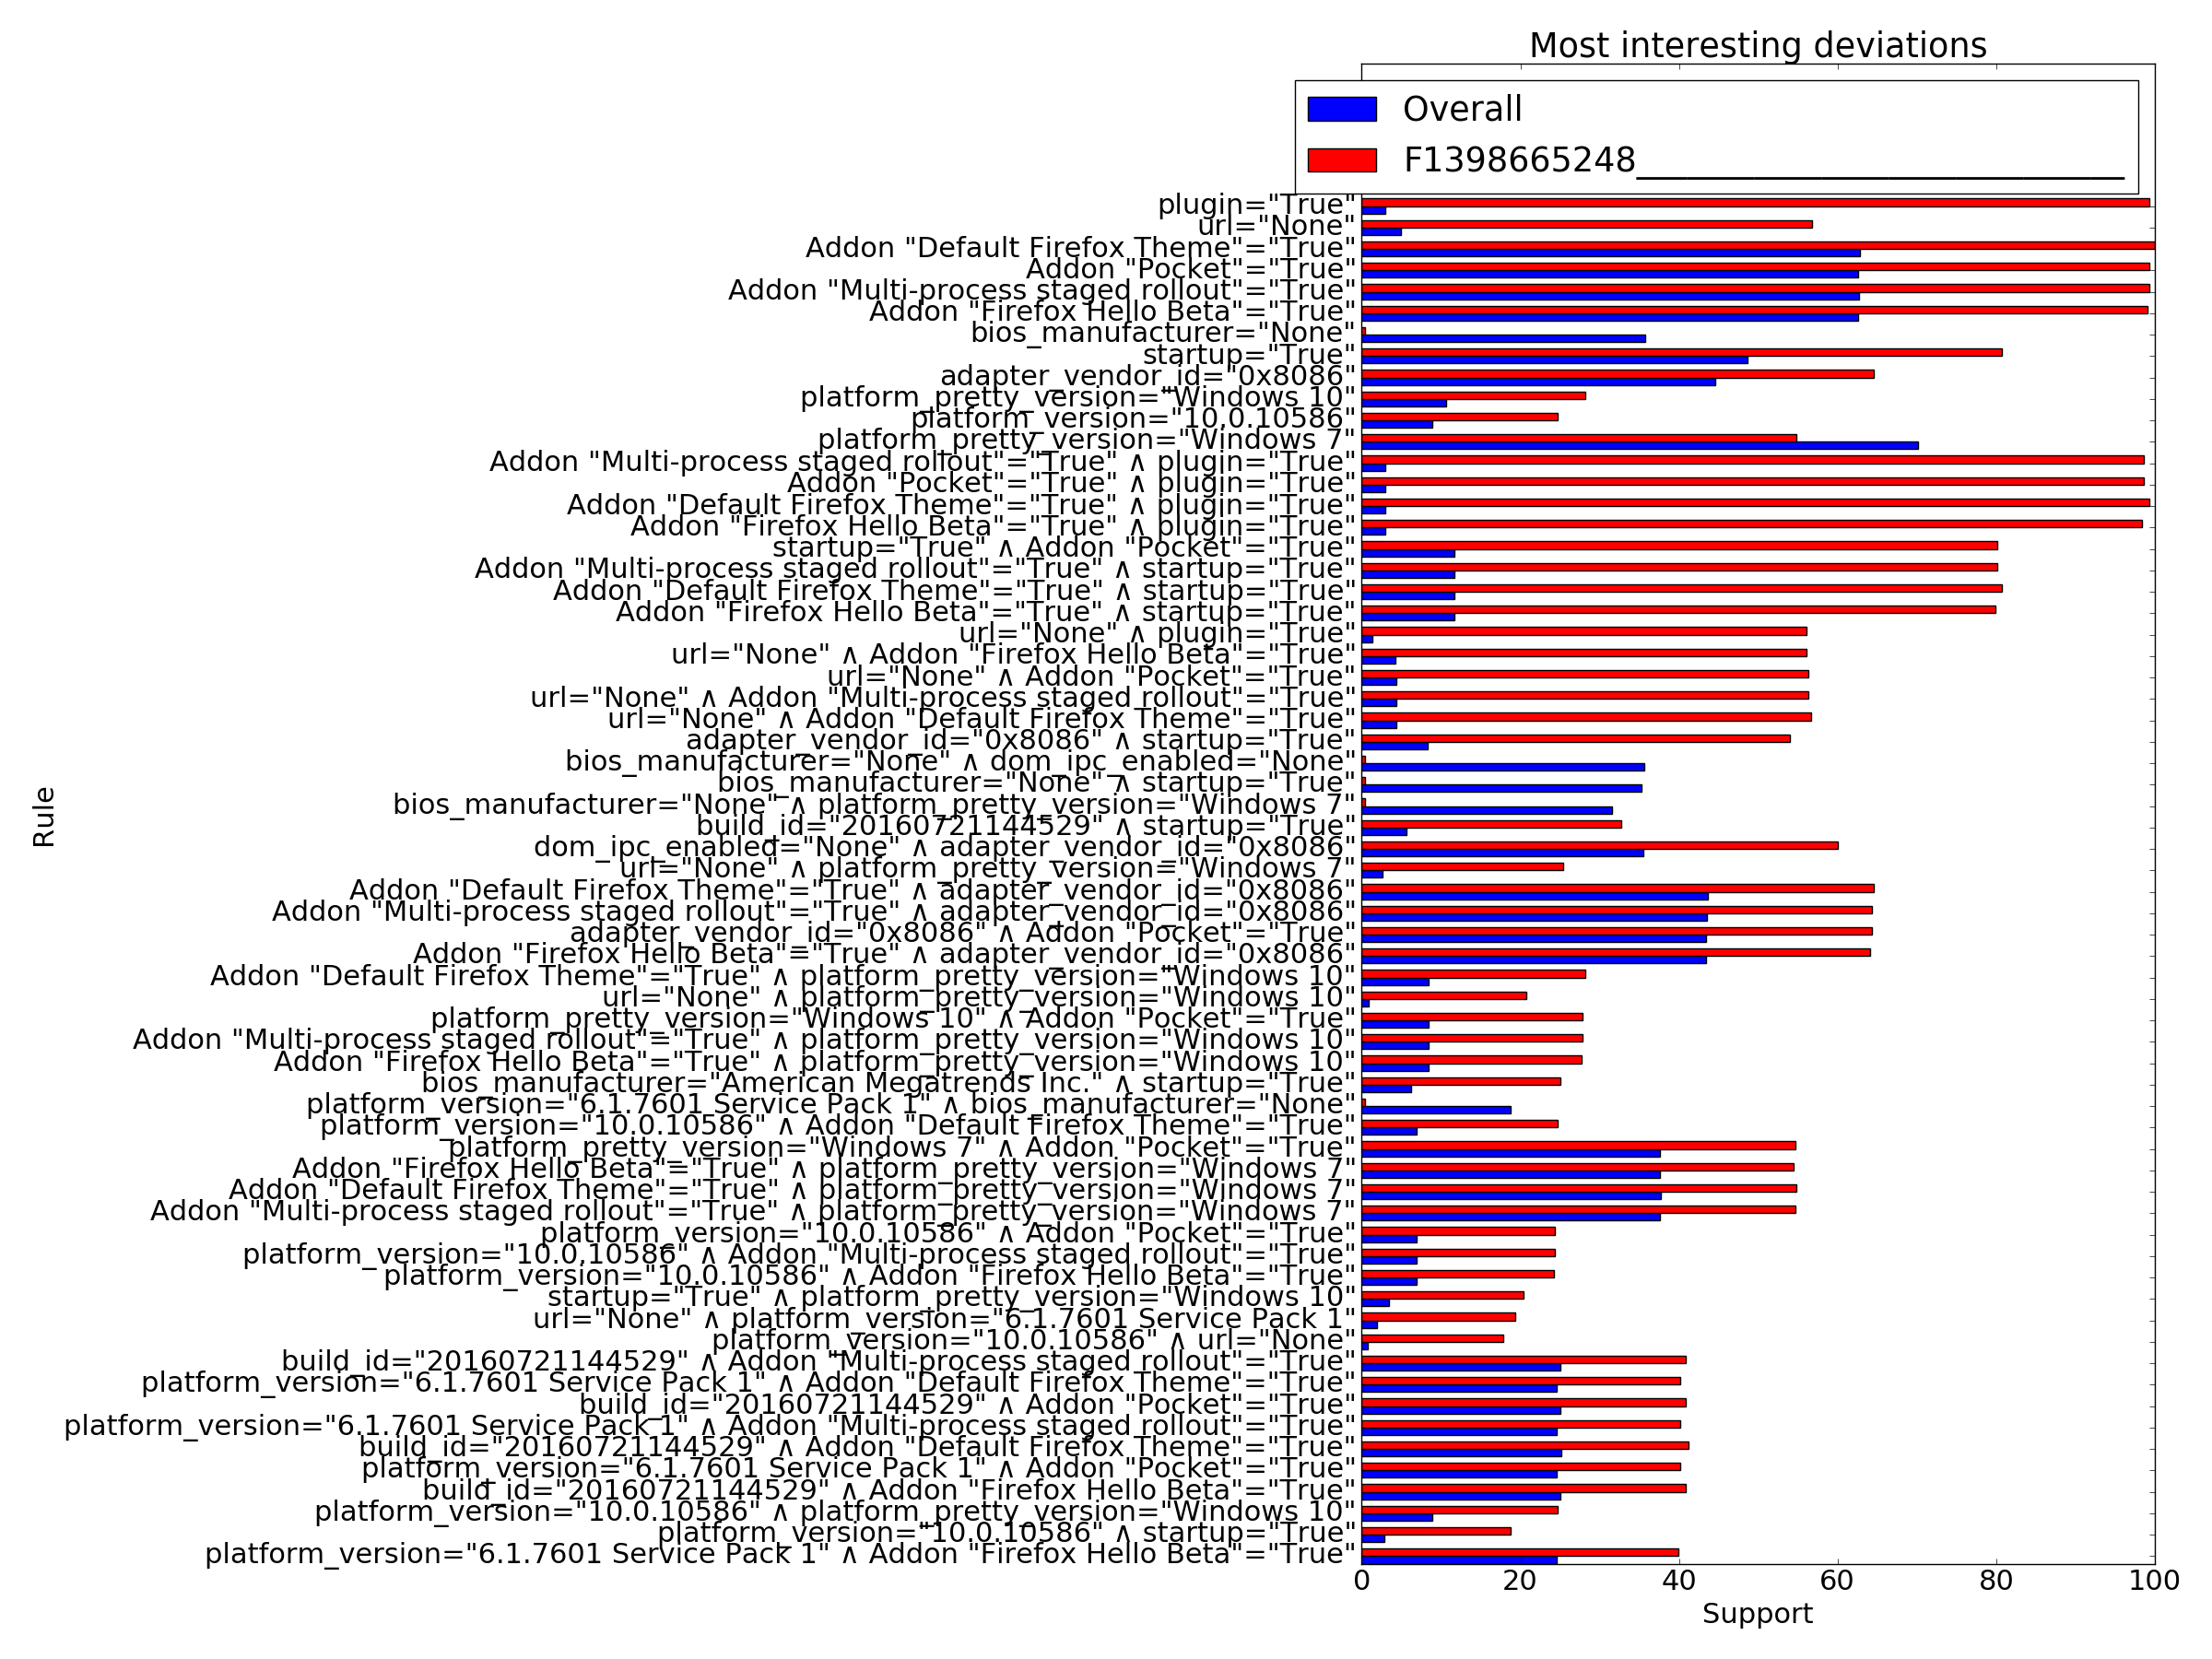 Most interesting deviations
Overall
F1398665248_____________________________
plugin="True"
url="None"
Addon "Default Firefox Theme"="True"
Addon "Pocket"="True"
Addon "Multi-process staged rollout"="True"
Addon "Firefox Hello Beta"="True"
bios_manufacturer="None"
startup="True"
adapter_vendor_id="0x8086"
platform_pretty_version="Windows 10"
platform_version="10.0.10586"
platform_pretty_version="Windows 7"
Addon "Multi-process staged rollout"="True" ∧ plugin="True"
Addon "Pocket"="True" ∧ plugin="True"
Addon "Default Firefox Theme"="True" ∧ plugin="True"
Addon "Firefox Hello Beta"="True" ∧ plugin="True"
startup="True" ∧ Addon "Pocket"="True"
Addon "Multi-process staged rollout"="True" ∧ startup="True"
Addon "Default Firefox Theme"="True" ∧ startup="True"
Addon "Firefox Hello Beta"="True" ∧ startup="True"
url="None" ∧ plugin="True"
url="None" ∧ Addon "Firefox Hello Beta"="True"
url="None" ∧ Addon "Pocket"="True"
url="None" ∧ Addon "Multi-process staged rollout"="True"
url="None" ∧ Addon "Default Firefox Theme"="True"
adapter_vendor_id="0x8086" ∧ startup="True"
bios_manufacturer="None" ∧ dom_ipc_enabled="None"
bios_manufacturer="None" ∧ startup="True"
bios_manufacturer="None" ∧ platform_pretty_version="Windows 7"
build_id="20160721144529" ∧ startup="True"
dom_ipc_enabled="None" ∧ adapter_vendor_id="0x8086"
url="None" ∧ platform_pretty_version="Windows 7"
Addon "Default Firefox Theme"="True" ∧ adapter_vendor_id="0x8086"
Addon "Multi-process staged rollout"="True" ∧ adapter_vendor_id="0x8086"
adapter_vendor_id="0x8086" ∧ Addon "Pocket"="True"
Addon "Firefox Hello Beta"="True" ∧ adapter_vendor_id="0x8086"
Addon "Default Firefox Theme"="True" ∧ platform_pretty_version="Windows 10"
url="None" ∧ platform_pretty_version="Windows 10"
platform_pretty_version="Windows 10" ∧ Addon "Pocket"="True"
Addon "Multi-process staged rollout"="True" ∧ platform_pretty_version="Windows 10"
Addon "Firefox Hello Beta"="True" ∧ platform_pretty_version="Windows 10"
bios_manufacturer="American Megatrends Inc." ∧ startup="True"
platform_version="6.1.7601 Service Pack 1" ∧ bios_manufacturer="None"
platform_version="10.0.10586" ∧ Addon "Default Firefox Theme"="True"
platform_pretty_version="Windows 7" ∧ Addon "Pocket"="True"
Addon "Firefox Hello Beta"="True" ∧ platform_pretty_version="Windows 7"
Addon "Default Firefox Theme"="True" ∧ platform_pretty_version="Windows 7"
Addon "Multi-process staged rollout"="True" ∧ platform_pretty_version="Windows 7"
platform_version="10.0.10586" ∧ Addon "Pocket"="True"
platform_version="10.0.10586" ∧ Addon "Multi-process staged rollout"="True"
platform_version="10.0.10586" ∧ Addon "Firefox Hello Beta"="True"
startup="True" ∧ platform_pretty_version="Windows 10"
url="None" ∧ platform_version="6.1.7601 Service Pack 1"
platform_version="10.0.10586" ∧ url="None"
build_id="20160721144529" ∧ Addon "Multi-process staged rollout"="True"
platform_version="6.1.7601 Service Pack 1" ∧ Addon "Default Firefox Theme"="True"
build_id="20160721144529" ∧ Addon "Pocket"="True"
platform_version="6.1.7601 Service Pack 1" ∧ Addon "Multi-process staged rollout"="True"
build_id="20160721144529" ∧ Addon "Default Firefox Theme"="True"
platform_version="6.1.7601 Service Pack 1" ∧ Addon "Pocket"="True"
build_id="20160721144529" ∧ Addon "Firefox Hello Beta"="True"
platform_version="10.0.10586" ∧ platform_pretty_version="Windows 10"
platform_version="10.0.10586" ∧ startup="True"
platform_version="6.1.7601 Service Pack 1" ∧ Addon "Firefox Hello Beta"="True"
Rule
0 20 40 60 80 100
Support